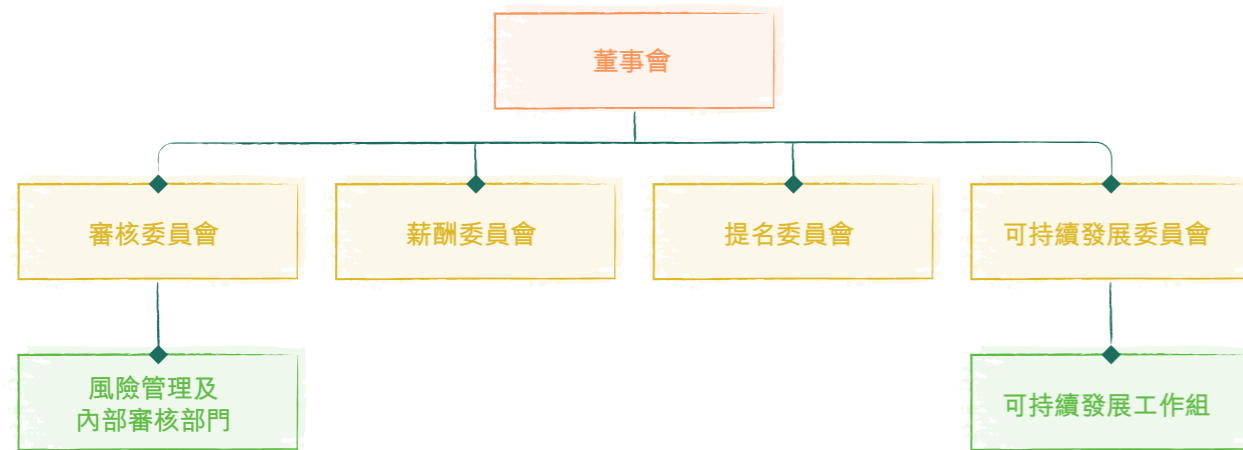 董事會
審核委員會
薪酬委員會
提名委員會
可持續發展委員會
風險管理及
內部審核部門
可持續發展工作組